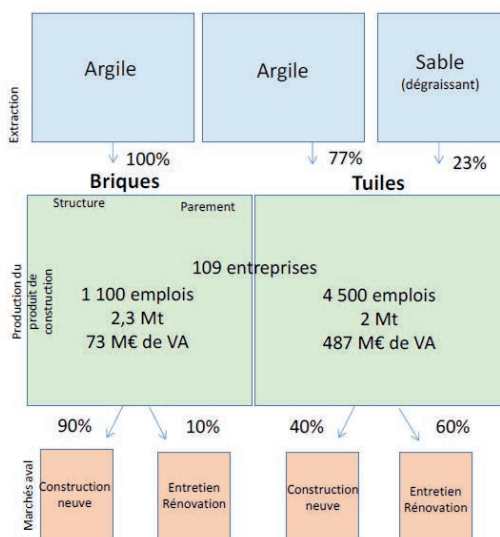 Extraction
Argile
Argile
Sable
(dégraissant)
100%
77%
23%
Briques
Tuiles
Production du
produit de
construction
Structure
Parement
109 entreprises
1 100 emplois
2,3 Mt
73 M€ de VA
4 500 emplois
2 Mt
487 M€ de VA
90%
10%
40%
60%
Marchés aval
Construction
neuve
Entretien
Rénovation
Construction
neuve
Entretien
Rénovation